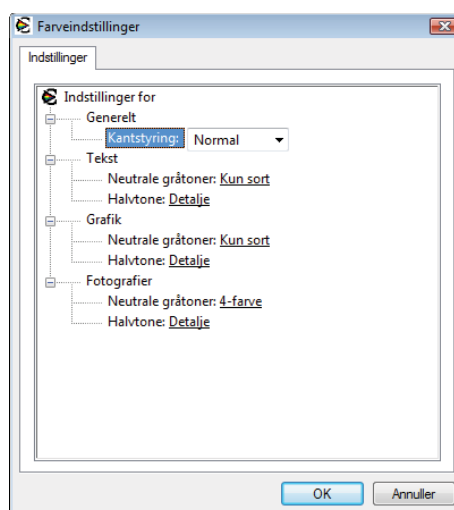 Farveindstillinger
Indstillinger
Indstillinger for
Generelt
Kantstyring: Normal
Tekst
Neutrale gråtoner: Kun sort
Halvtone: Detalje
Grafik
Neutrale gråtoner: Kun sort
Halvtone: Detalje
Fotografier
Neutrale gråtoner: 4-farve
Halvtone: Detalje
OK Annuller